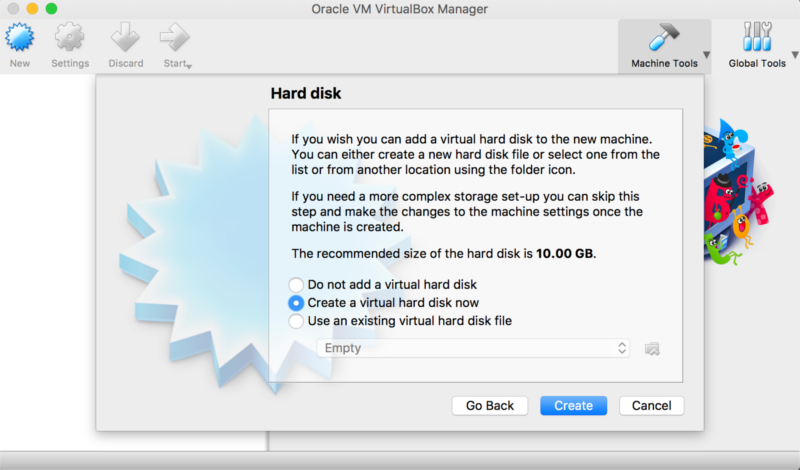 Oracle VM VirtualBox Manager
New
Settings
Discard
Start
Machine Tools
Global Tools
Hard disk
If you wish you can add a virtual hard disk to the new machine.
You can either create a new hard disk file or select one from the
list or from another location using the folder icon.
If you need a more complex storage set-up you can skip this
step and make the changes to the machine settings once the
machine is created.
The recommended size of the hard disk is 10.00 GB.
Do not add a virtual hard disk
Create a virtual hard disk now
Use an existing virtual hard disk file
Empty
Go Back
Create
Cancel